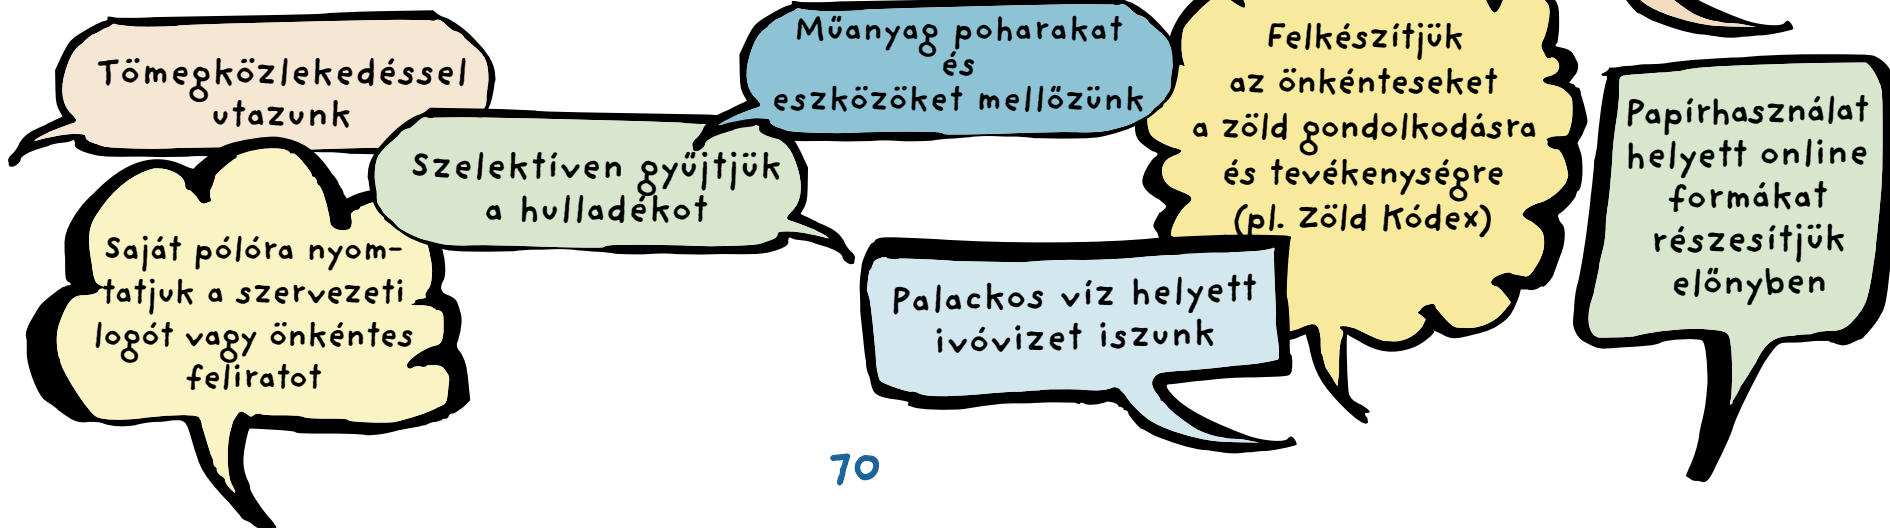 Tömegközlekedéssel
utazunk
Műanyag poharakat
és
eszközöket mellőzünk
Felkészítjük
az önkénteseket
a zöld gondolkodásra
és tevékenységre
(pl. Zöld Kódex)
Papírhasználat
helyett online
formákat
részesítjük
előnyben
Szelektíven gyűjtjük
a hulladékot
Saját pólóra nyom-
tatjuk a szervezeti
logót vagy önkéntes
feliratot
Palackos víz helyett
ivóvizet iszunk
70